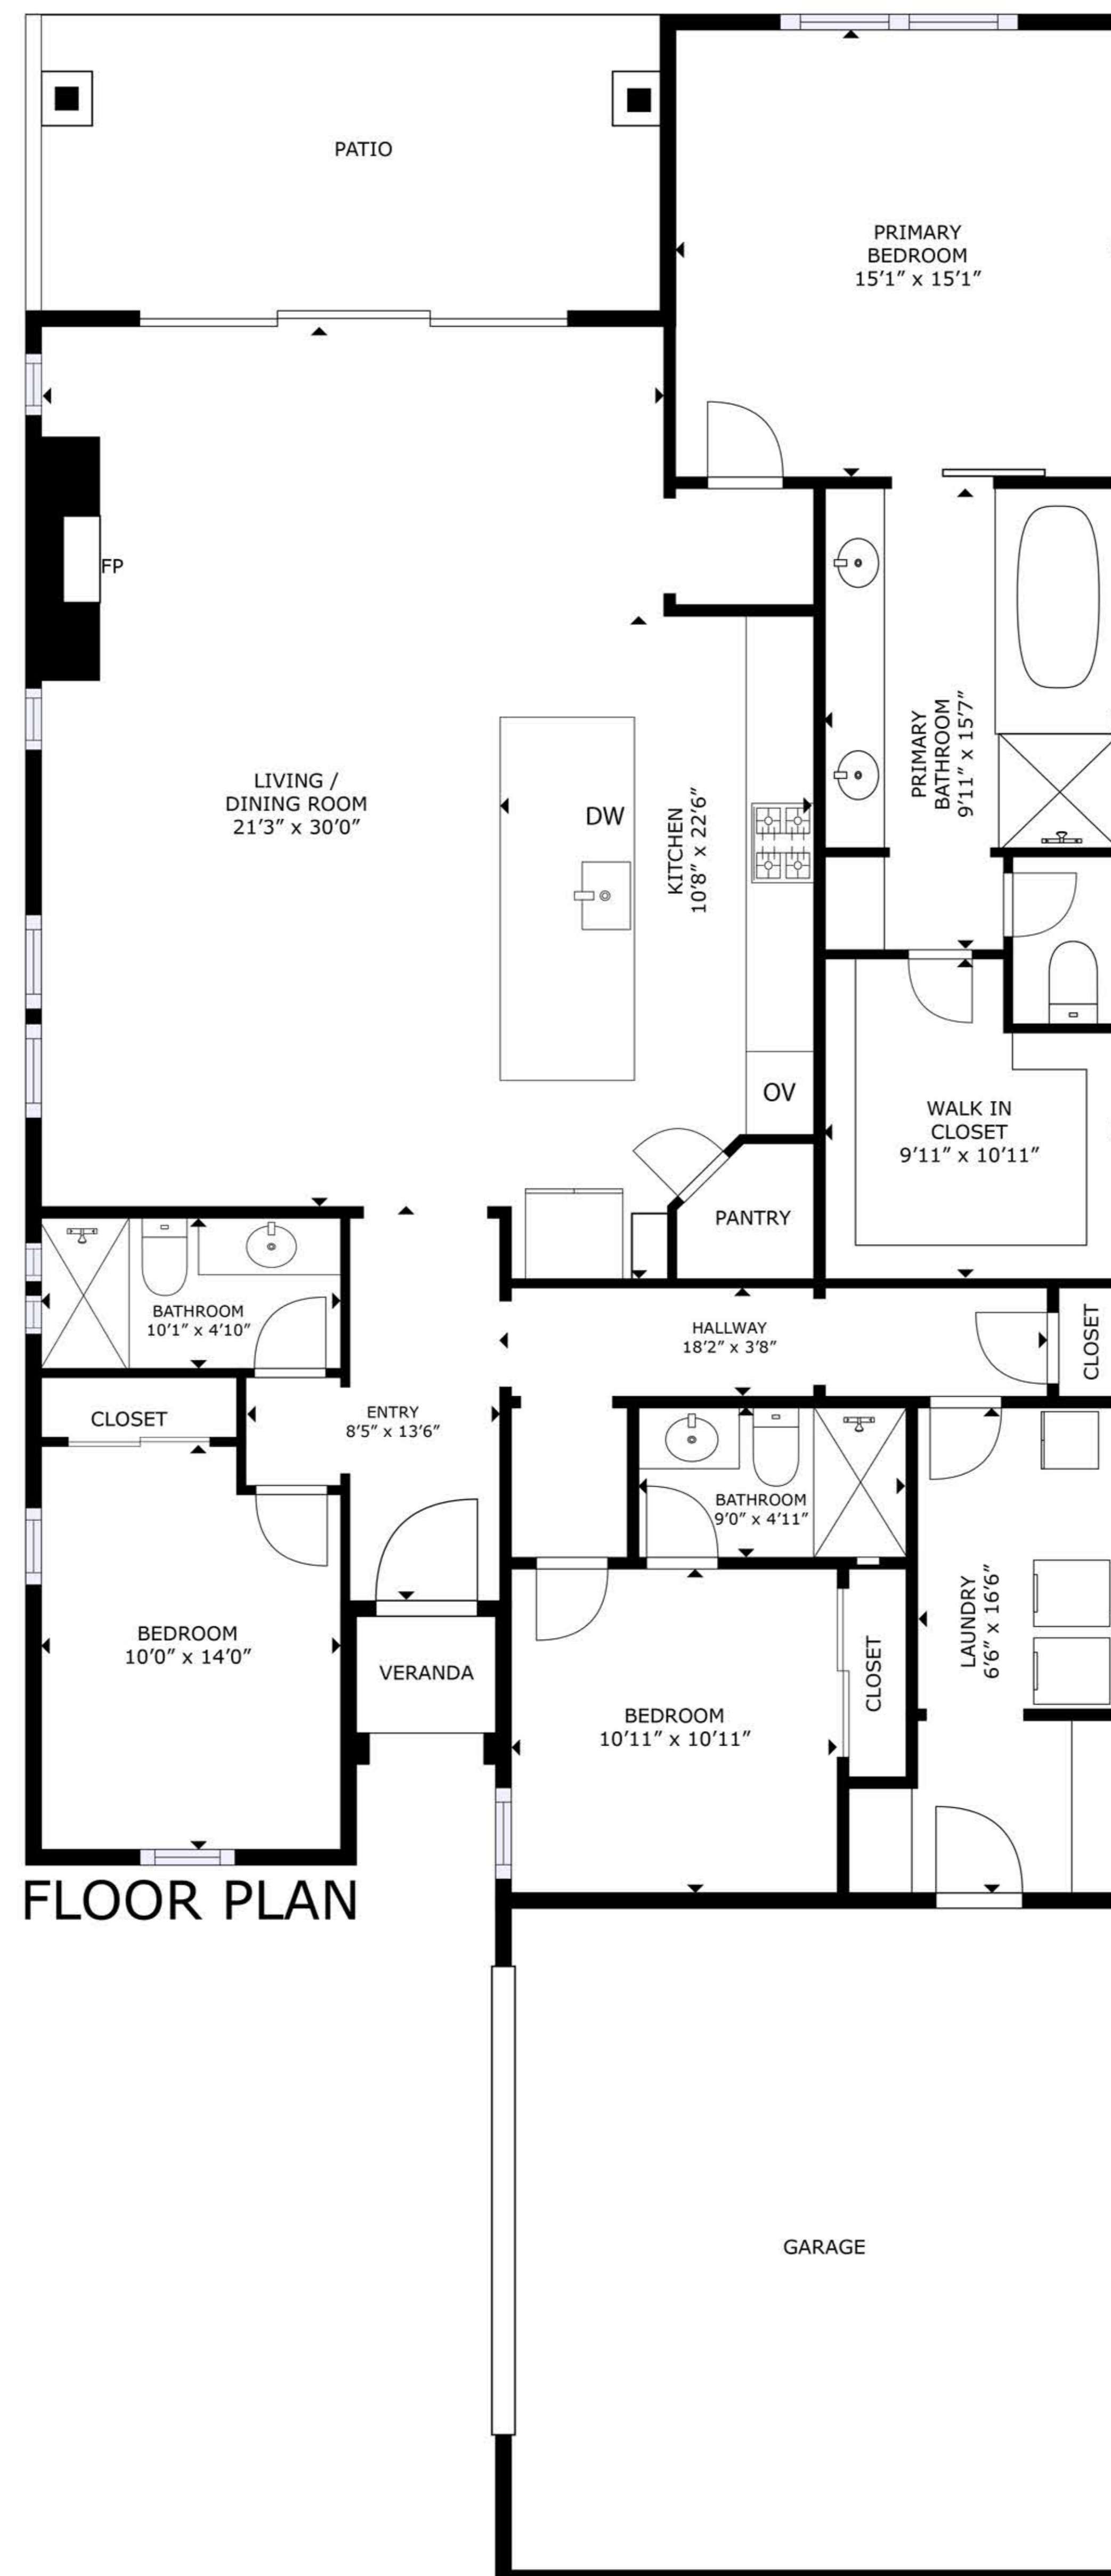 PATIO
PRIMARY
BEDROOM
15'1" x 15'1"
FP
LIVING /
DINING ROOM
21'3" x 30'0"
DW
KITCHEN
10'8" x 22'6"
PRIMARY
BATHROOM
9'11" x 15'7"
OV
WALK IN
CLOSET
9'11" x 10'11"
PANTRY
BATHROOM
10'1" x 4'10"
HALLWAY
18'2" x 3'8"
CLOSET
CLOSET
ENTRY
8'5" x 13'6"
BATHROOM
9'0" x 4'11"
BEDROOM
10'0" x 14'0"
VERANDA
BEDROOM
10'11" x 10'11"
CLOSET
LAUNDRY
6'6" x 16'6"
FLOOR PLAN
GARAGE